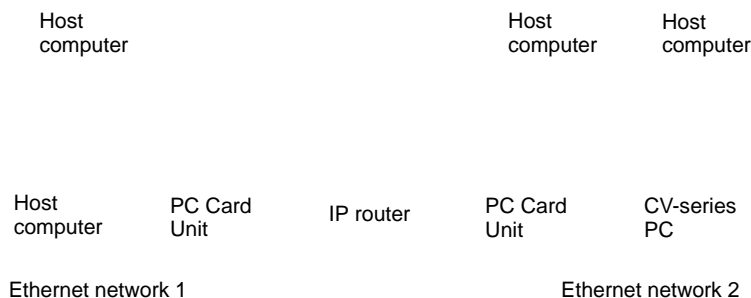 Host
computer
Host
computer
Host
computer
Host
computer
PC Card
Unit
IP router
PC Card
Unit
CV-series
PC
Ethernet network 1
Ethernet network 2